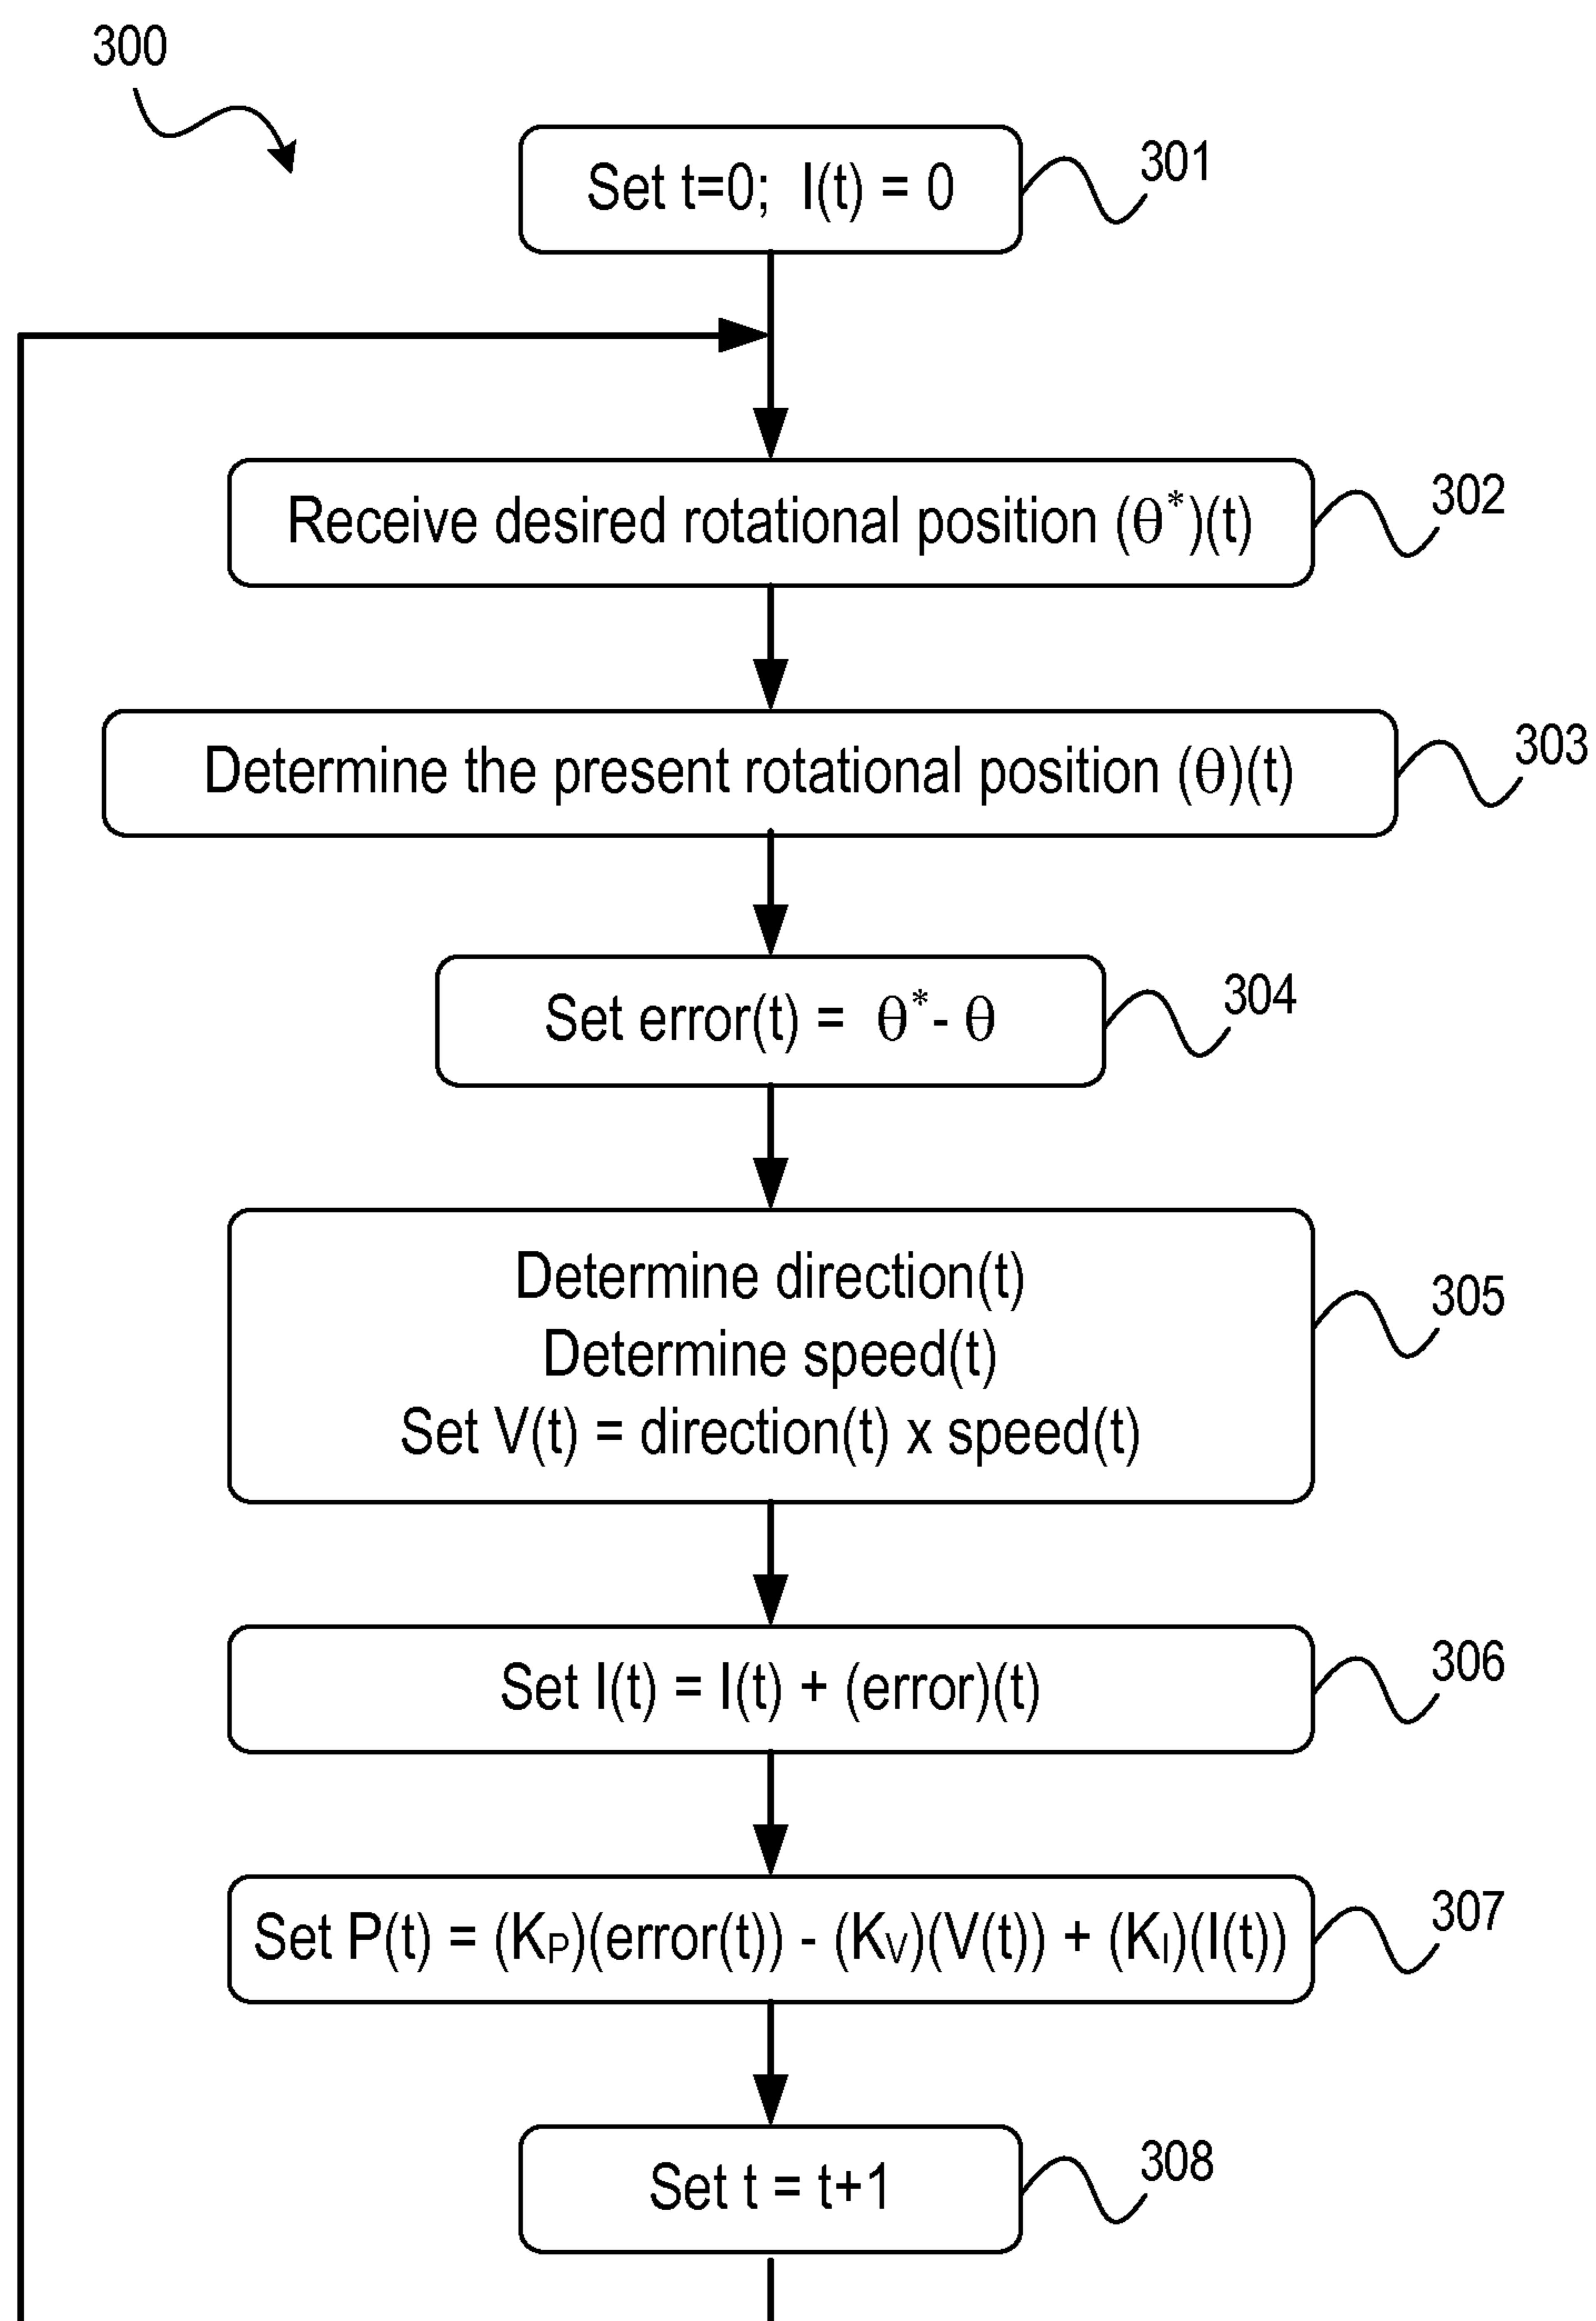 300
Set t=0; I(t) = 0
301
Receive desired rotational position (θ*)(t)
302
Determine the present rotational position (θ)(t)
303
Set error(t) = θ*- θ
304
Determine direction(t)
Determine speed(t)
Set V(t) = direction(t) x speed(t)
305
Set I(t) = I(t) + (error)(t)
306
Set P(t) = (KP)(error(t)) - (KV)(V(t)) + (KI)(I(t))
307
Set t = t+1
308